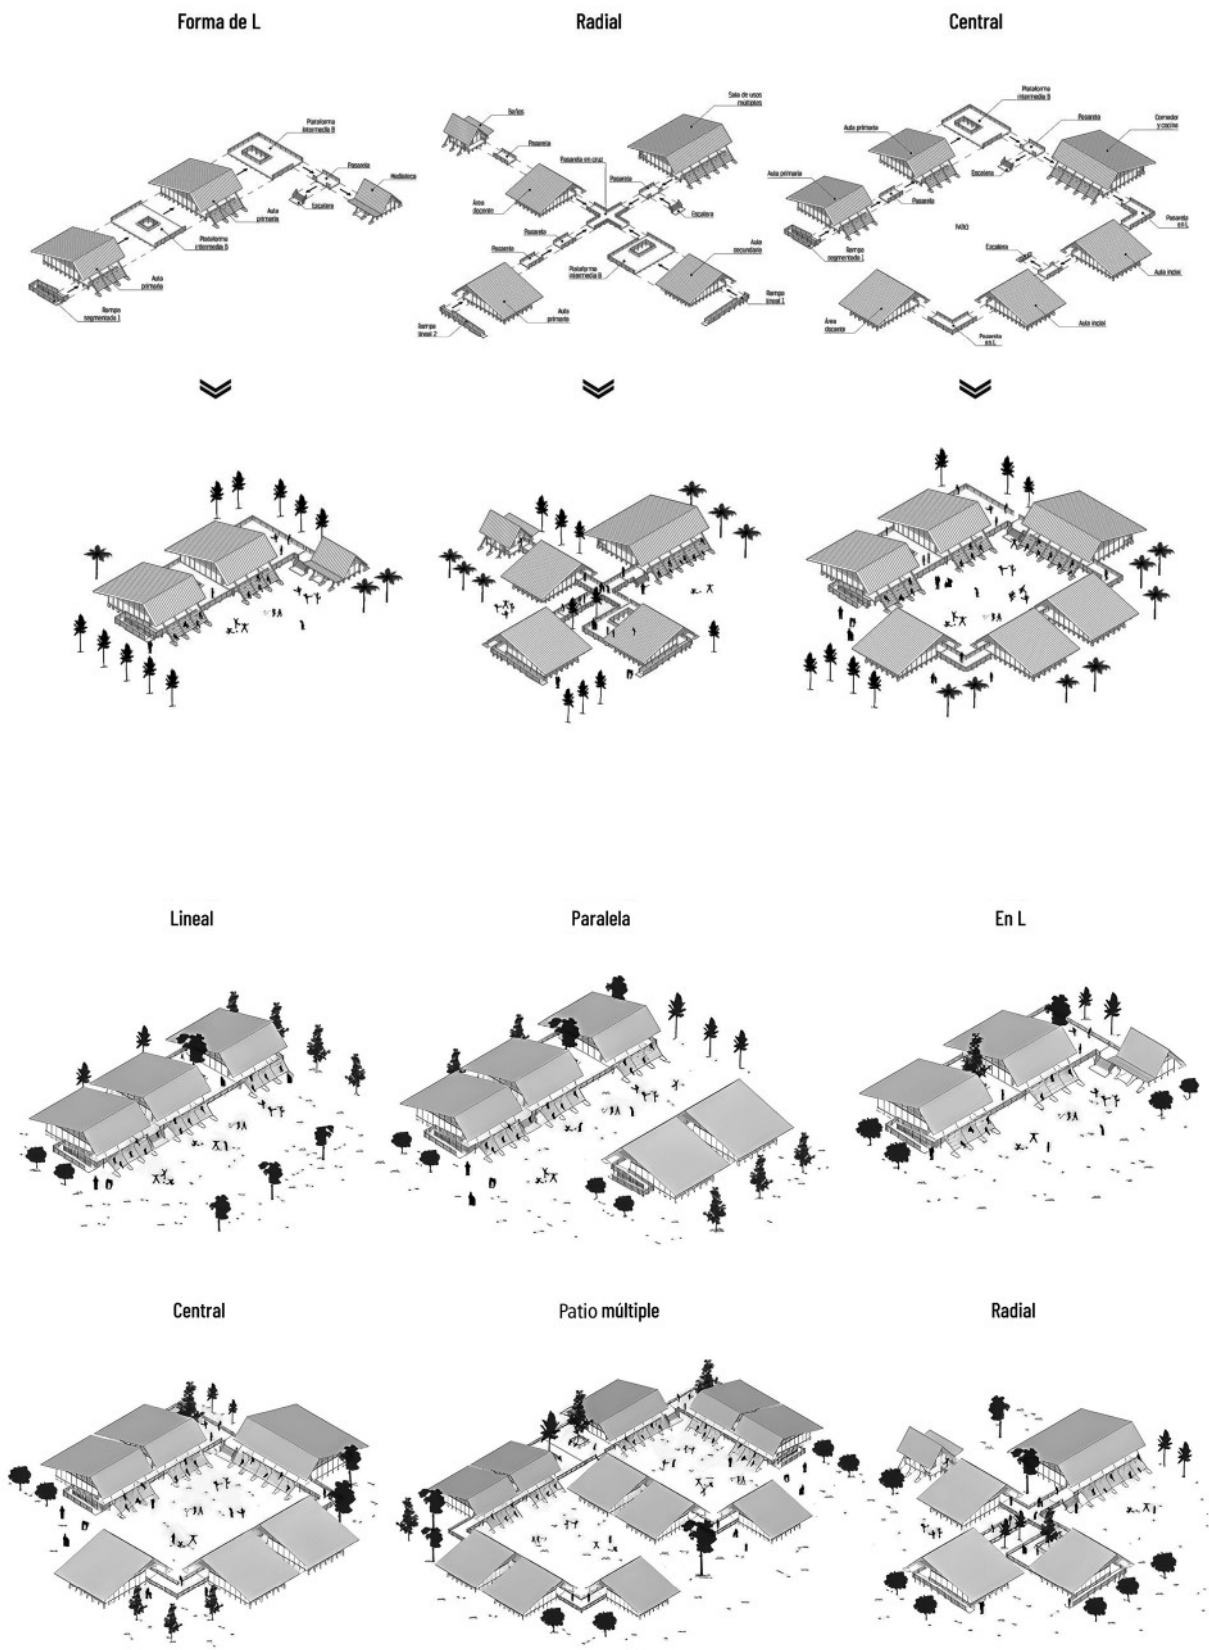 Forma de L
Radial
Central
Plataforma
intermedia B
Pasarela
Mediateca
Escalera
Aula
primaria
Plataforma
intermedia B
Aula
primaria
Rampa
segmentada 1
Baños
Pasarela
Sala de usos
múltiples
Pasarela en cruz
Pasarela
Área
docente
Escalera
Pasarela
Pasarela
Aula
secundaria
Plataforma
intermedia B
Aula
primaria
Rampa
lineal 2
Rampa
lineal 1
Plataforma
intermedia B
Pasarela
Comedor
y cocina
Aula primaria
Escalera
Aula primaria
Pasarela
PATIO
Pasarela
en L
Rampa
segmentada 1
Escalera
Aula inicial
Área
docente
Pasarela
en L
Aula inicial
Lineal
Paralela
En L
Central
Patio múltiple
Radial